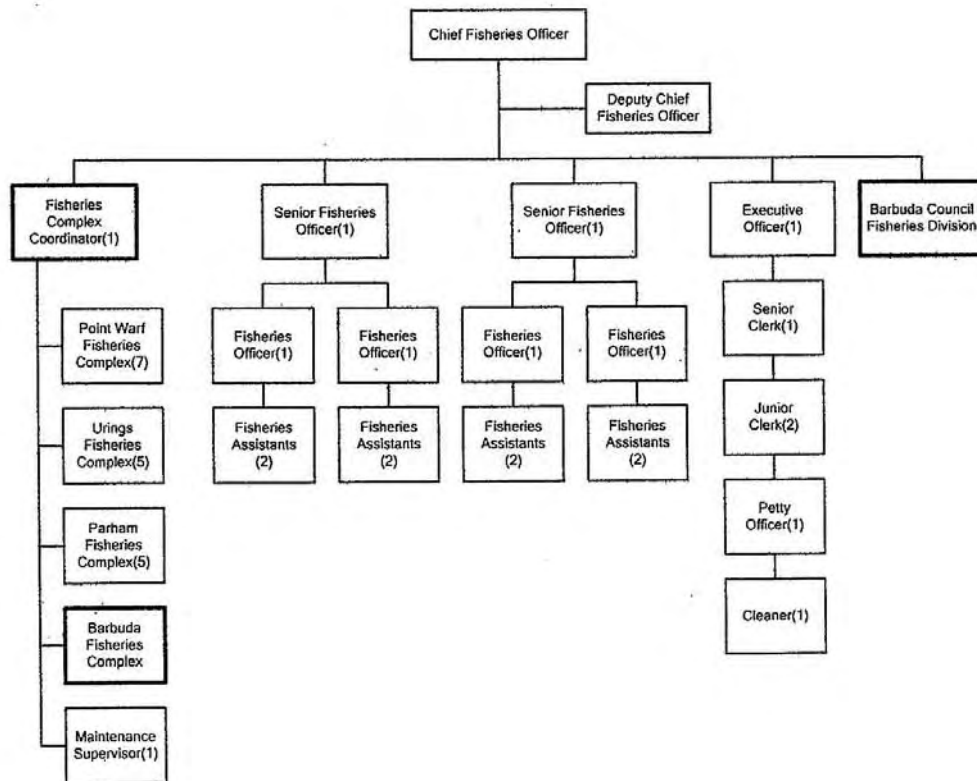 Chief Fisheries Officer
Deputy Chief
Fisheries Officer
Fisheries
Complex
Coordinator(1)
Senior Fisheries
Officer(1)
Senior Fisheries
Officer(1)
Executive
Officer(1)
Barbuda Council
Fisheries Division
Point Warf
Fisheries
Complex(7)
Urings
Fisheries
Complex(5)
Parham
Fisheries
Complex(5)
Barbuda
Fisheries
Complex
Maintenance
Supervisor(1)
Fisheries
Officer(1)
Fisheries
Officer(1)
Fisheries
Assistants
(2)
Fisheries
Assistants
(2)
Fisheries
Officer(1)
Fisheries
Officer(1)
Fisheries
Assistants
(2)
Fisheries
Assistants
(2)
Senior
Clerk(1)
Junior
Clerk(2)
Petty
Officer(1)
Cleaner(1)